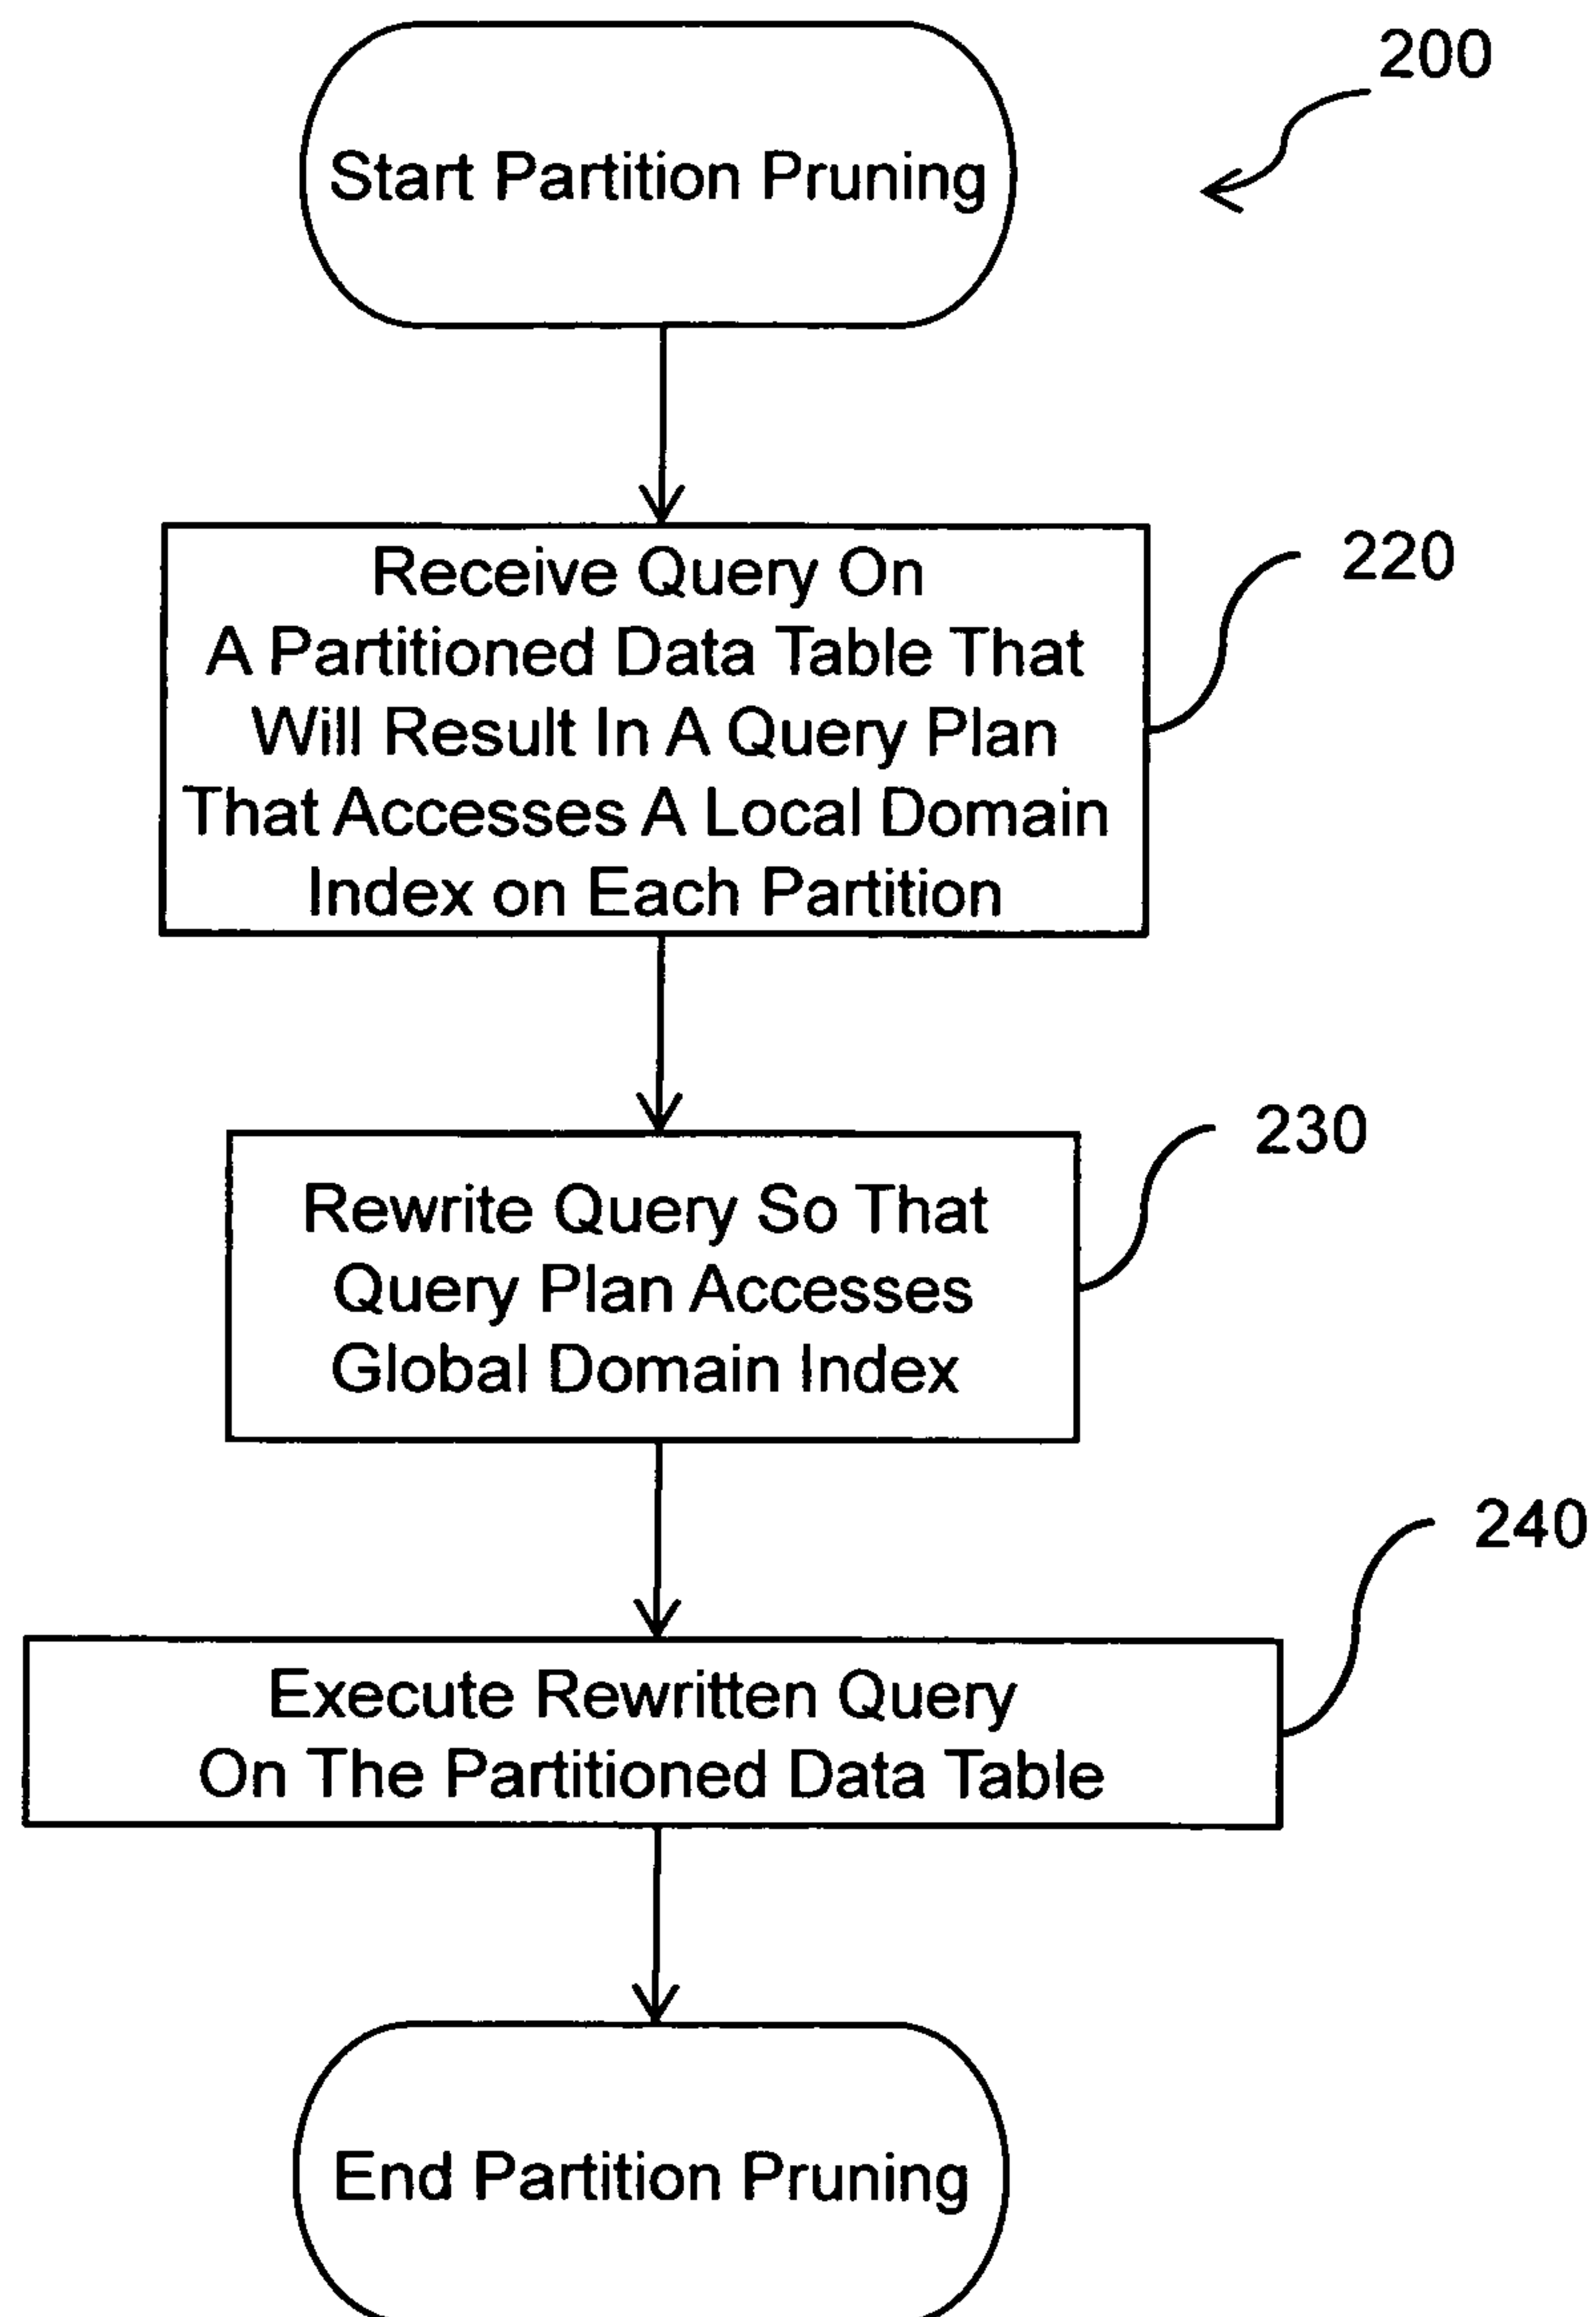 200
Start Partition Pruning
220
Receive Query On
A Partitioned Data Table That
Will Result In A Query Plan
That Accesses A Local Domain
Index on Each Partition
230
Rewrite Query So That
Query Plan Accesses
Global Domain Index
240
Execute Rewritten Query
On The Partitioned Data Table
End Partition Pruning